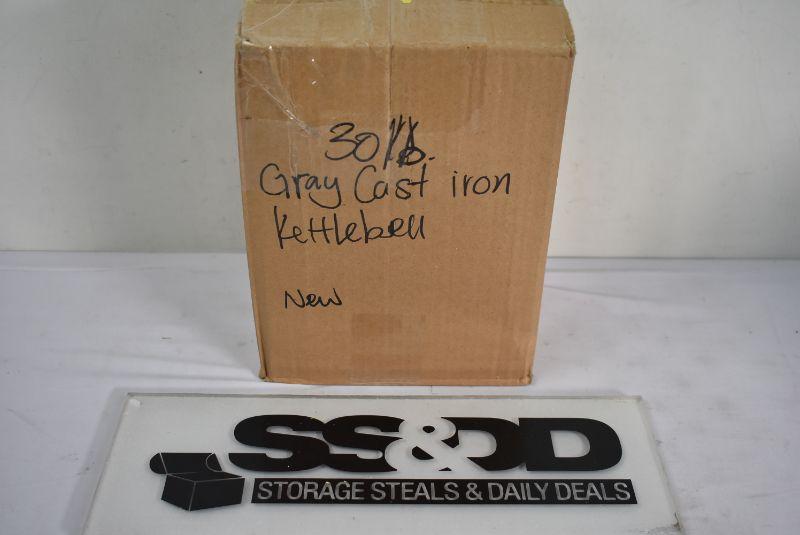 30 lb.
Gray Cast iron
Kettlebell
New
SS&DD
STORAGE STEALS & DAILY DEALS